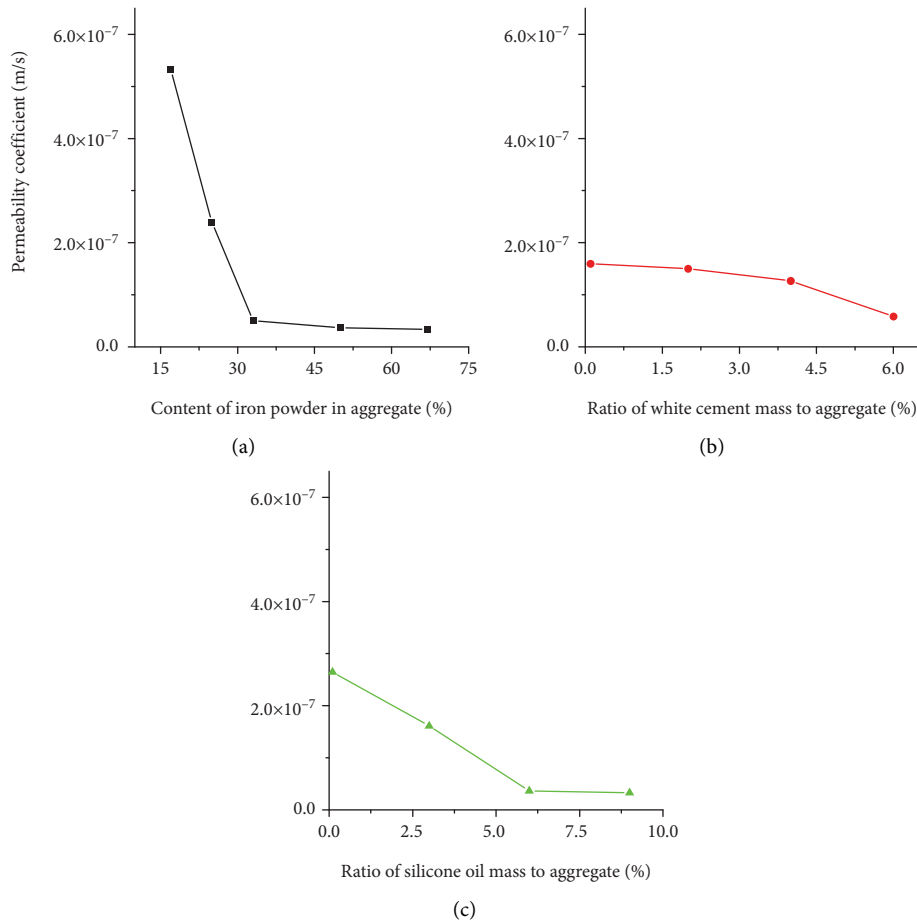 Permeability coefficient (m/s)
6.0×10⁻⁷
4.0×10⁻⁷
2.0×10⁻⁷
0.0
15 30 45 60 75
Content of iron powder in aggregate (%)
(a)
6.0×10⁻⁷
4.0×10⁻⁷
2.0×10⁻⁷
0.0
0.0 1.5 3.0 4.5 6.0
Ratio of white cement mass to aggregate (%)
(b)
6.0×10⁻⁷
4.0×10⁻⁷
2.0×10⁻⁷
0.0
0.0 2.5 5.0 7.5 10.0
Ratio of silicone oil mass to aggregate (%)
(c)